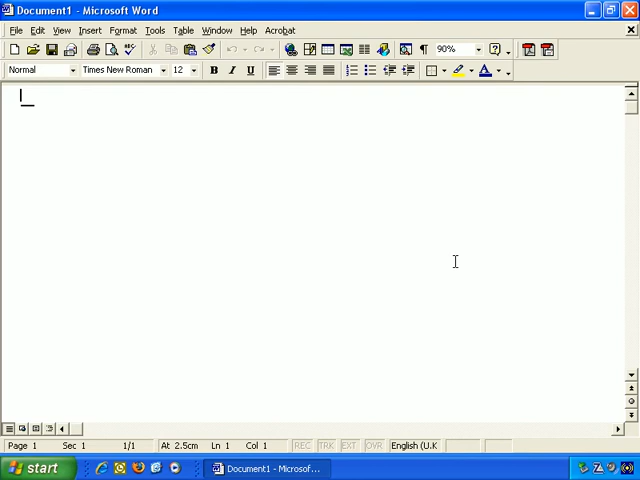 Document1 - Microsoft Word
File Edit View Insert Format Tools Table Window Help Acrobat
90%
Normal Times New Roman 12 B I U A
Page 1 Sec 1 1/1 At 2.5cm Ln 1 Col 1 REC TRK EXT OVR English (U.K
start Document1 - Microsof...